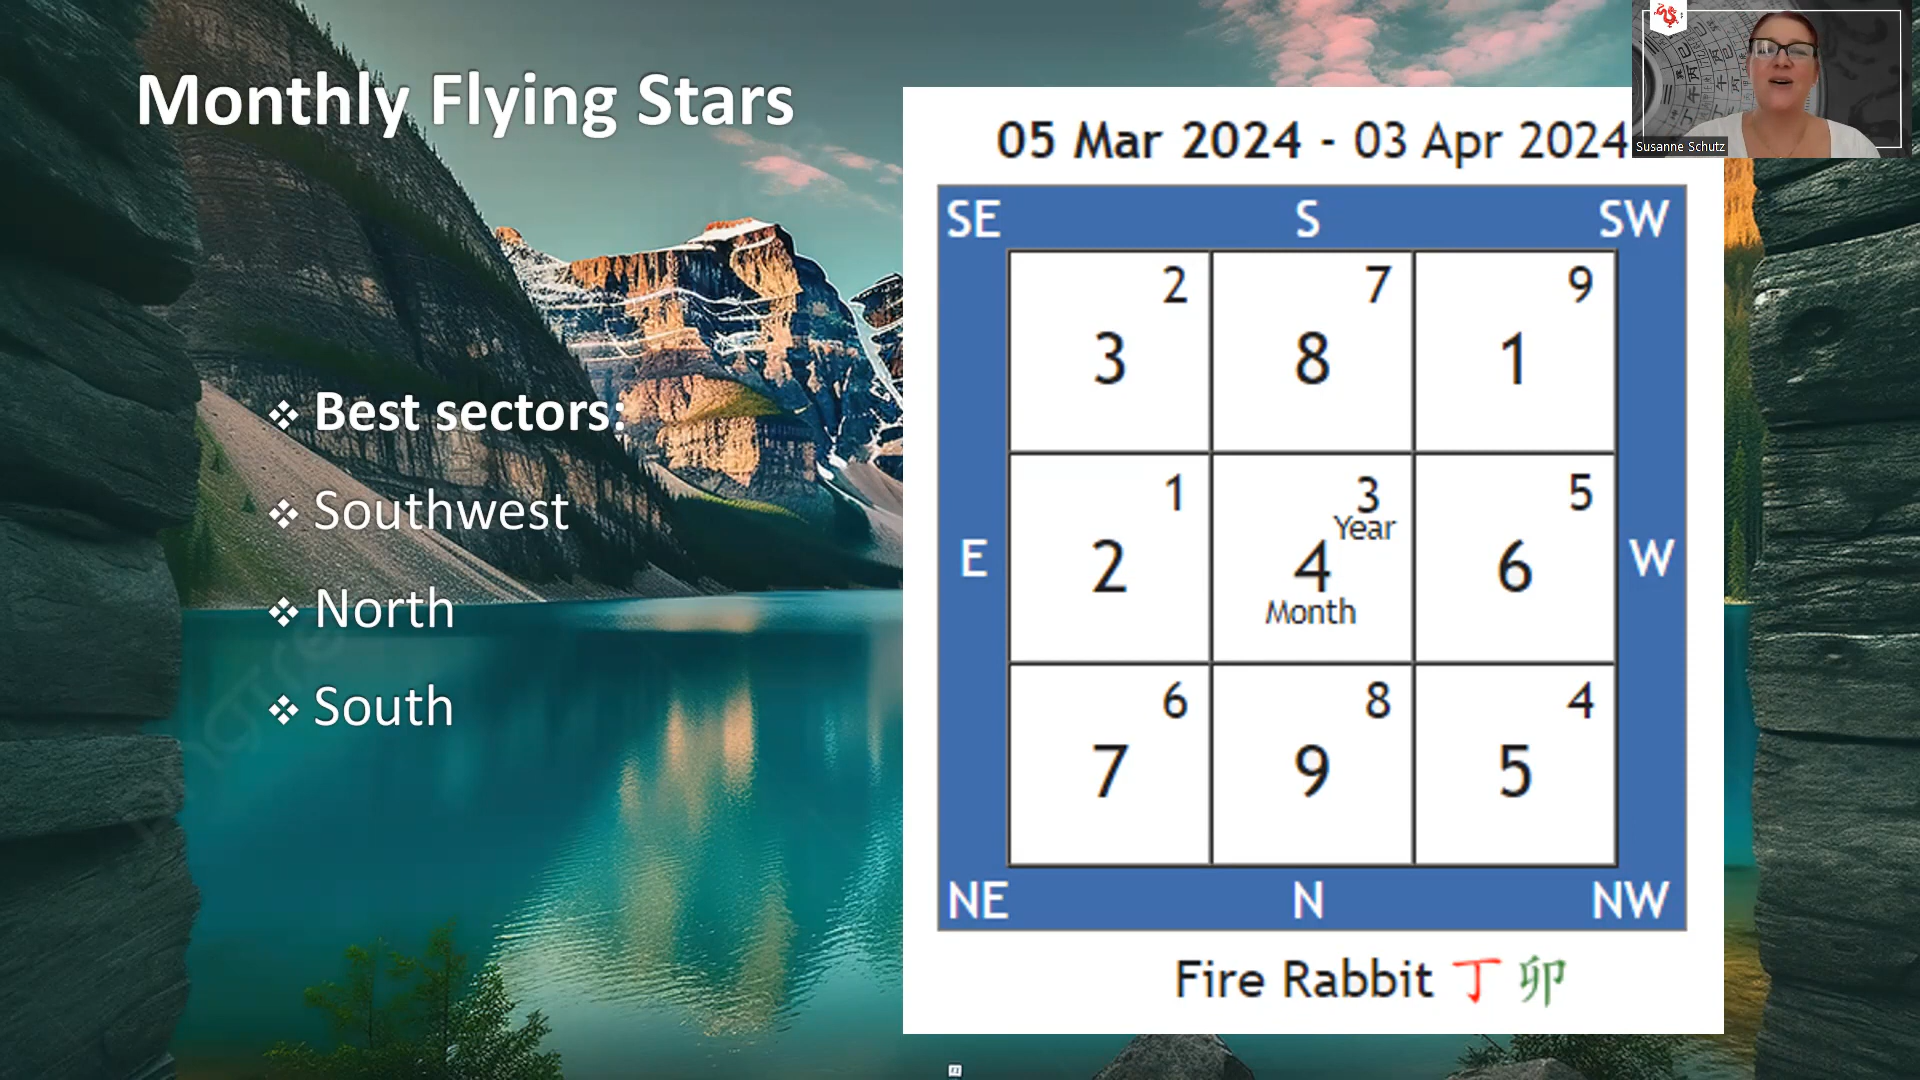 Monthly Flying Stars
❖ Best sectors:
❖ Southwest
❖ North
❖ South
05 Mar 2024 - 03 Apr 2024
SE S SW
2 7 9
3 8 1
1 3 5
Year
E 2 4 6 W
Month
6 8 4
7 9 5
NE N NW
Fire Rabbit 丁 卯
Susanne Schutz